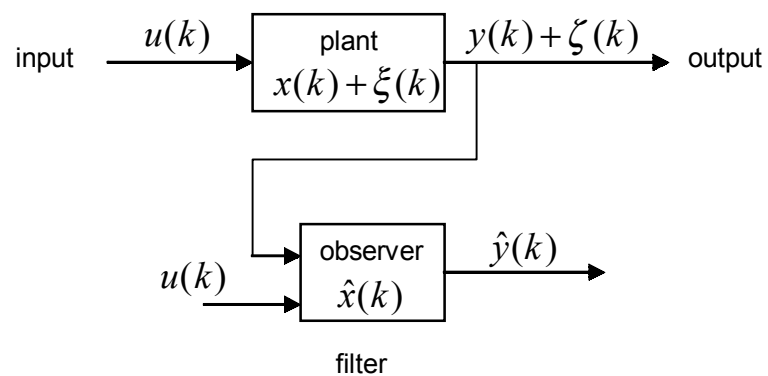 input
u(k)
plant
x(k) + ξ(k)
y(k) + ζ(k)
output
u(k)
observer
x̂(k)
ŷ(k)
filter